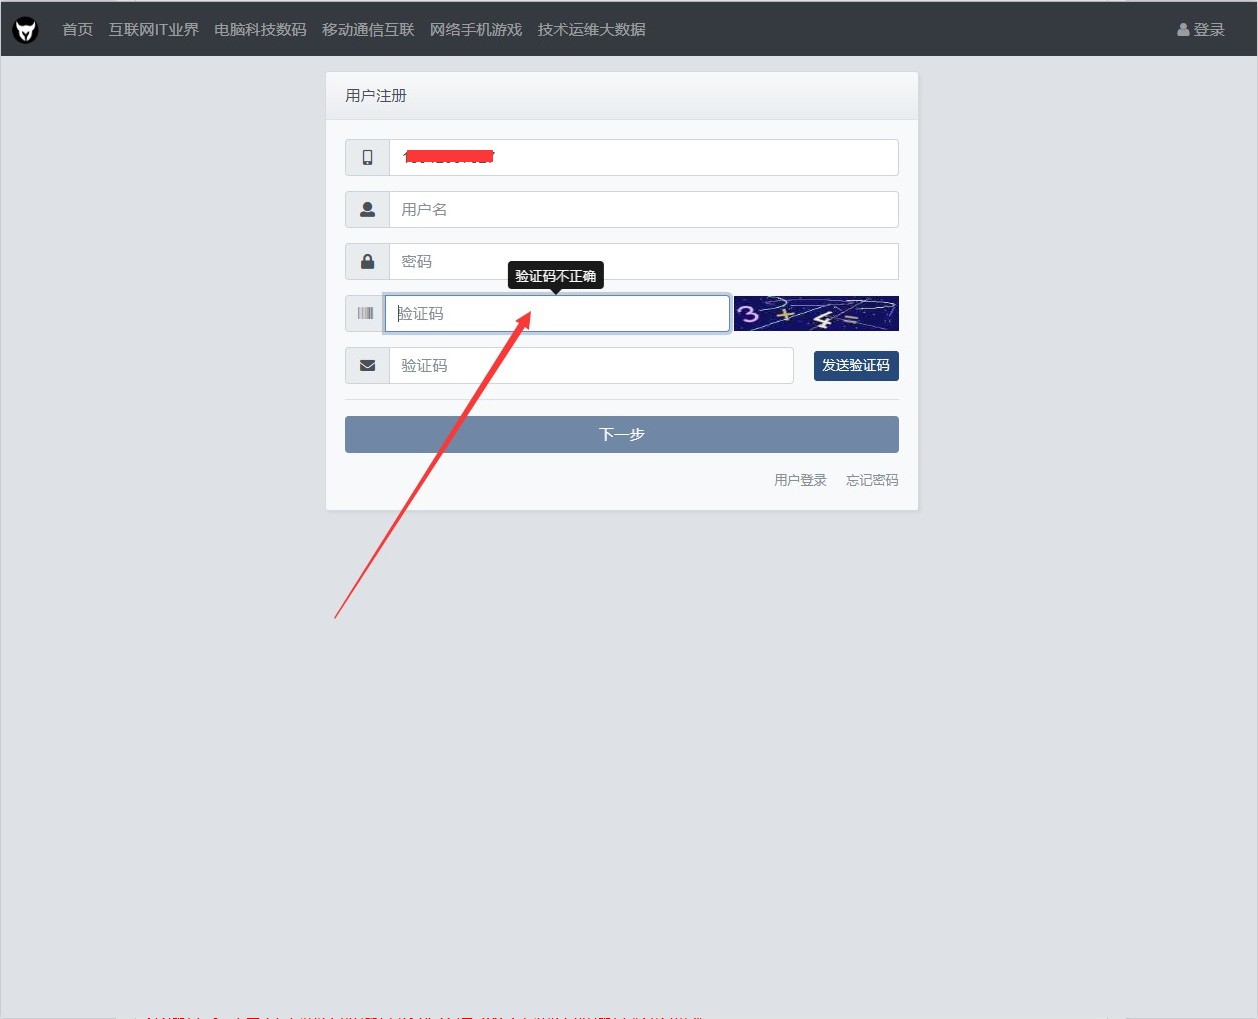 首页 互联网IT业界 电脑科技数码 移动通信互联 网络手机游戏 技术运维大数据 登录
用户注册
用户名
密码
验证码不正确
验证码
3 + 4 =
验证码 发送验证码
下一步
用户登录 忘记密码